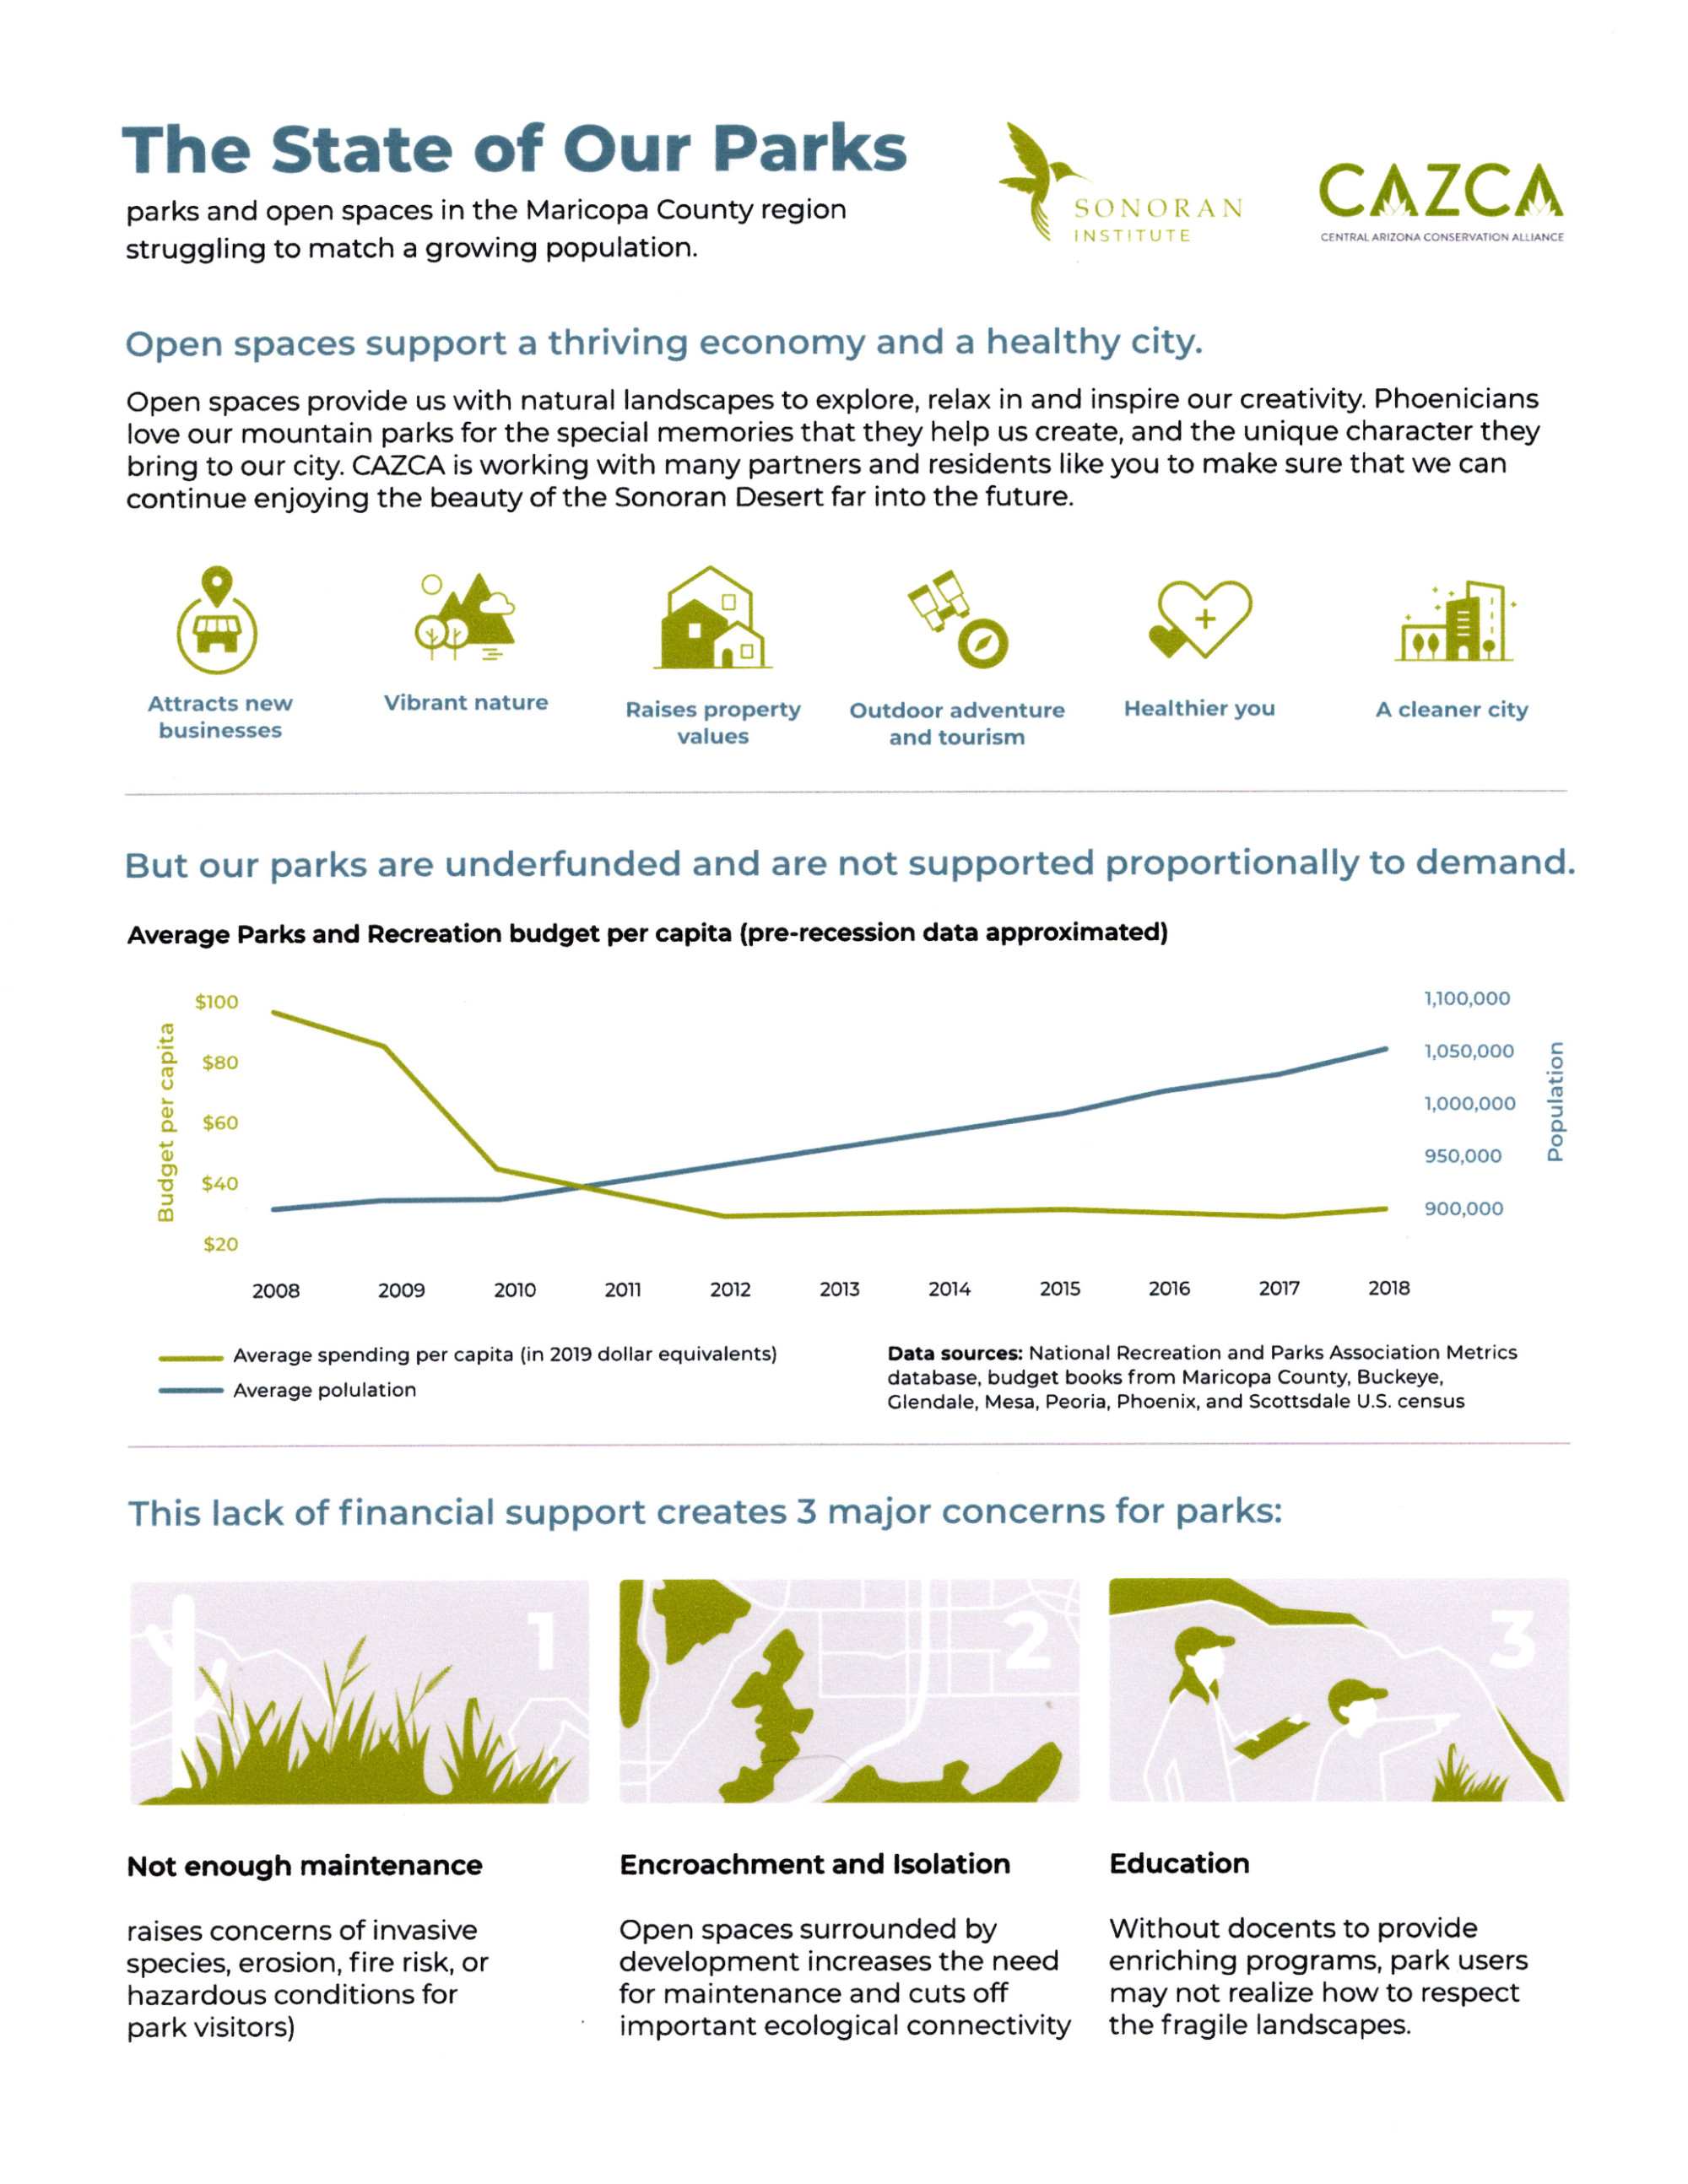 The State of Our Parks
parks and open spaces in the Maricopa County region
struggling to match a growing population.
SONORAN
INSTITUTE
CAZCA
CENTRAL ARIZONA CONSERVATION ALLIANCE
Open spaces support a thriving economy and a healthy city.
Open spaces provide us with natural landscapes to explore, relax in and inspire our creativity. Phoenicians
love our mountain parks for the special memories that they help us create, and the unique character they
bring to our city. CAZCA is working with many partners and residents like you to make sure that we can
continue enjoying the beauty of the Sonoran Desert far into the future.
Attracts new
businesses
Vibrant nature
Raises property
values
Outdoor adventure
and tourism
Healthier you
A cleaner city
But our parks are underfunded and are not supported proportionally to demand.
Average Parks and Recreation budget per capita (pre-recession data approximated)
Budget per capita
$100
$80
$60
$40
$20
1,100,000
1,050,000
1,000,000
950,000
900,000
Population
2008 2009 2010 2011 2012 2013 2014 2015 2016 2017 2018
Average spending per capita (in 2019 dollar equivalents)
Average polulation
Data sources: National Recreation and Parks Association Metrics
database, budget books from Maricopa County, Buckeye,
Glendale, Mesa, Peoria, Phoenix, and Scottsdale U.S. census
This lack of financial support creates 3 major concerns for parks:
1
2
3
Not enough maintenance
raises concerns of invasive
species, erosion, fire risk, or
hazardous conditions for
park visitors)
Encroachment and Isolation
Open spaces surrounded by
development increases the need
for maintenance and cuts off
important ecological connectivity
Education
Without docents to provide
enriching programs, park users
may not realize how to respect
the fragile landscapes.